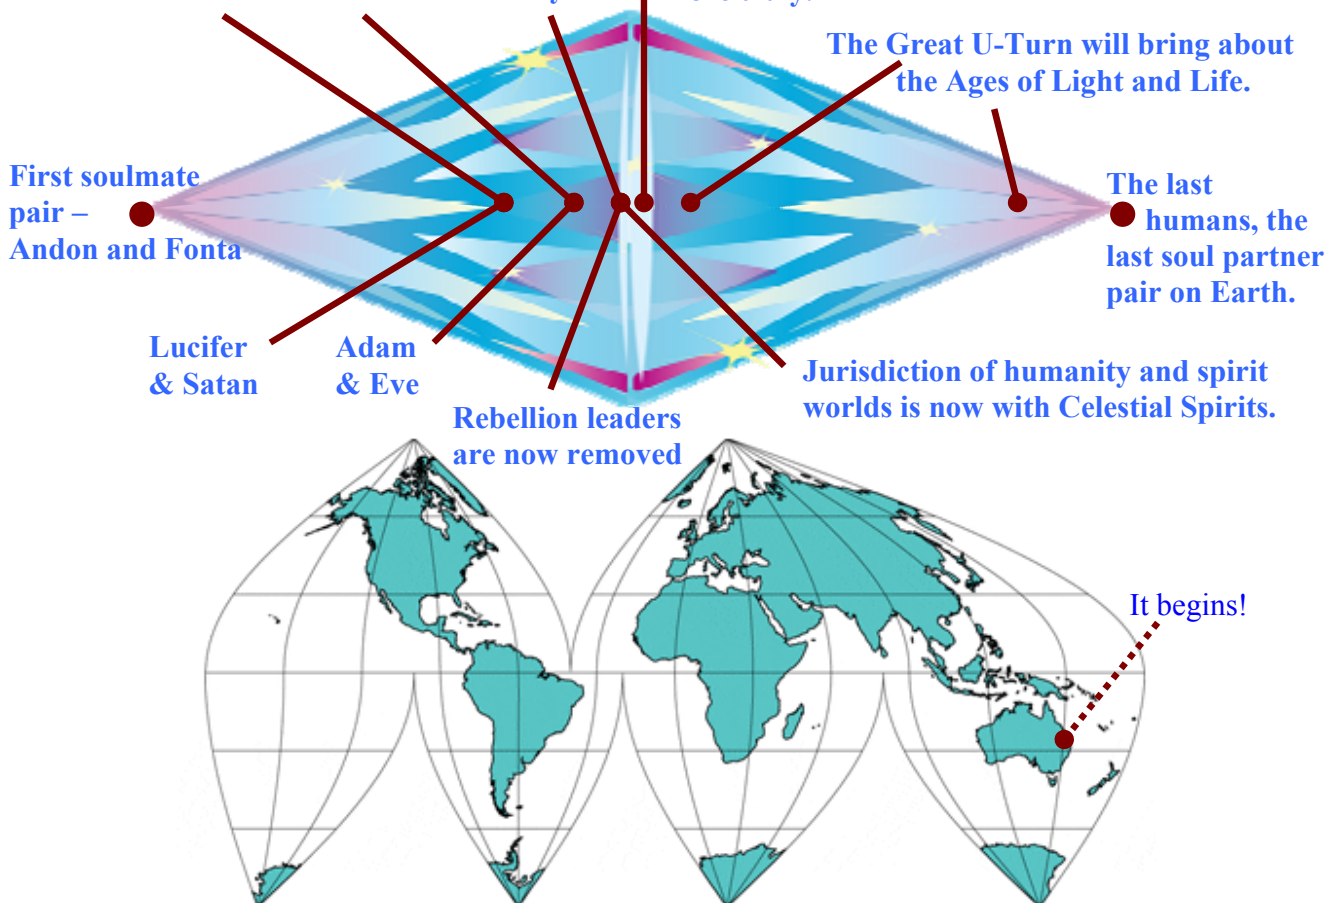 The Great U-Turn will bring about
the Ages of Light and Life.
First soulmate
pair –
Andon and Fonta
The last
humans, the
last soul partner
pair on Earth.
Lucifer
& Satan
Adam
& Eve
Rebellion leaders
are now removed
Jurisdiction of humanity and spirit
worlds is now with Celestial Spirits.
It begins!